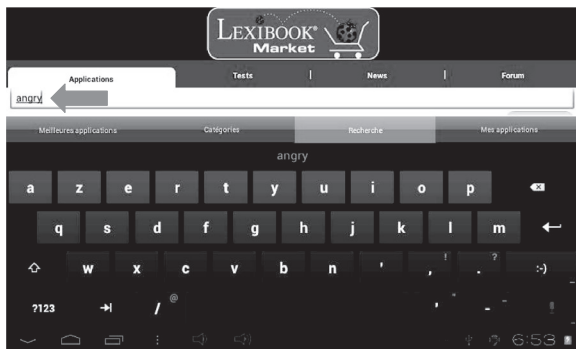 LEXIBOOK®
Market
Applications Tests | News | Forum
angry
Meilleures applications Catégories Recherche Mes applications
angry
a z e r t y u i o p
q s d f g h j k l m
w x c v b n ' , ! . ? :-)
?123 / @ ' " - _ !
6:53